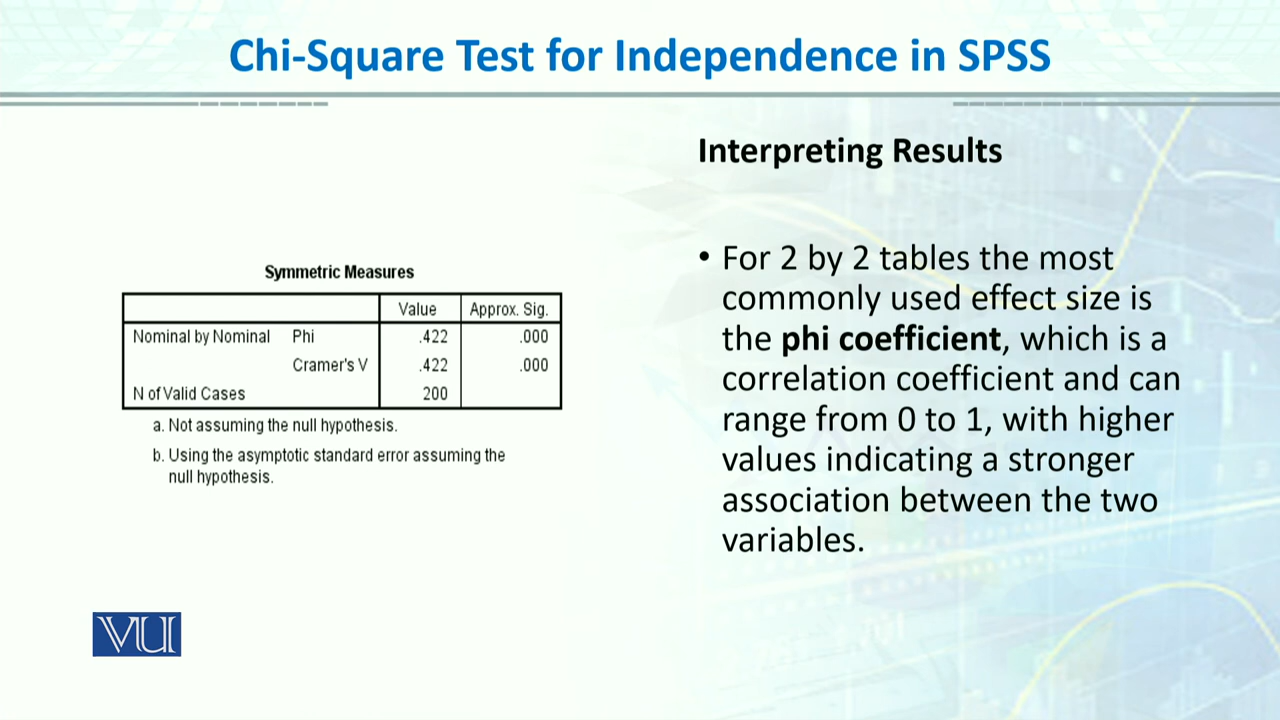 Chi-Square Test for Independence in SPSS
Symmetric Measures
Value Approx. Sig.
Nominal by Nominal Phi .422 .000
Cramer's V .422 .000
N of Valid Cases 200
a. Not assuming the null hypothesis.
b. Using the asymptotic standard error assuming the
null hypothesis.
Interpreting Results
• For 2 by 2 tables the most
commonly used effect size is
the phi coefficient, which is a
correlation coefficient and can
range from 0 to 1, with higher
values indicating a stronger
association between the two
variables.
VU